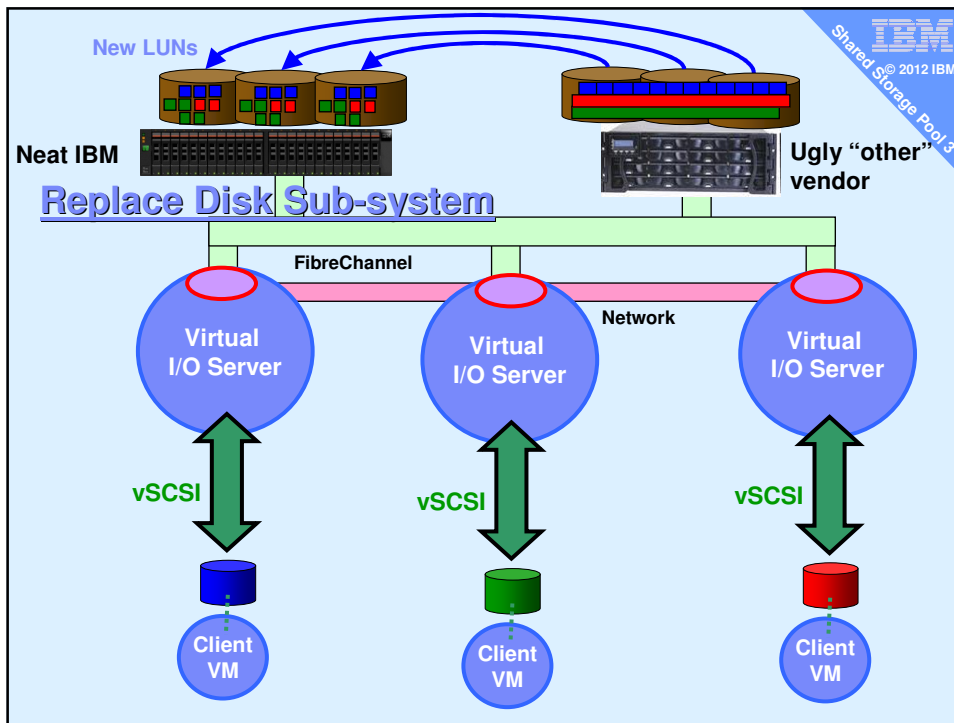 New LUNs
IBM
© 2012 IBM
Shared Storage Pool 3
Neat IBM
Ugly “other”
vendor
Replace Disk Sub-system
FibreChannel
Network
Virtual
I/O Server
Virtual
I/O Server
Virtual
I/O Server
vSCSI
vSCSI
vSCSI
Client
VM
Client
VM
Client
VM